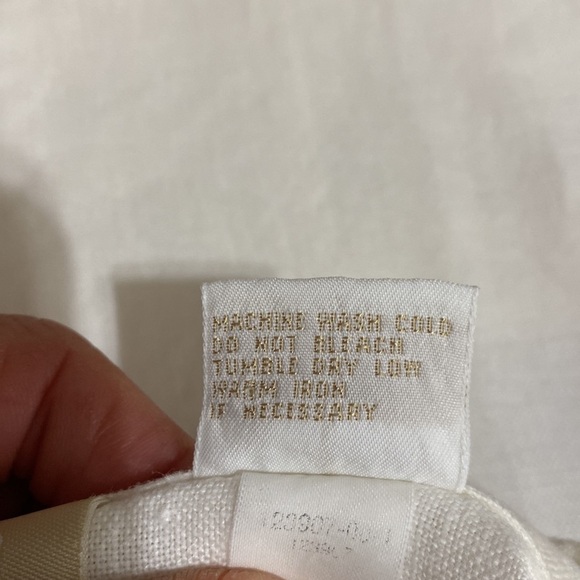 MACHINE WASH COLD
DO NOT BLEACH
TUMBLE DRY LOW
WARM IRON
IF NECESSARY